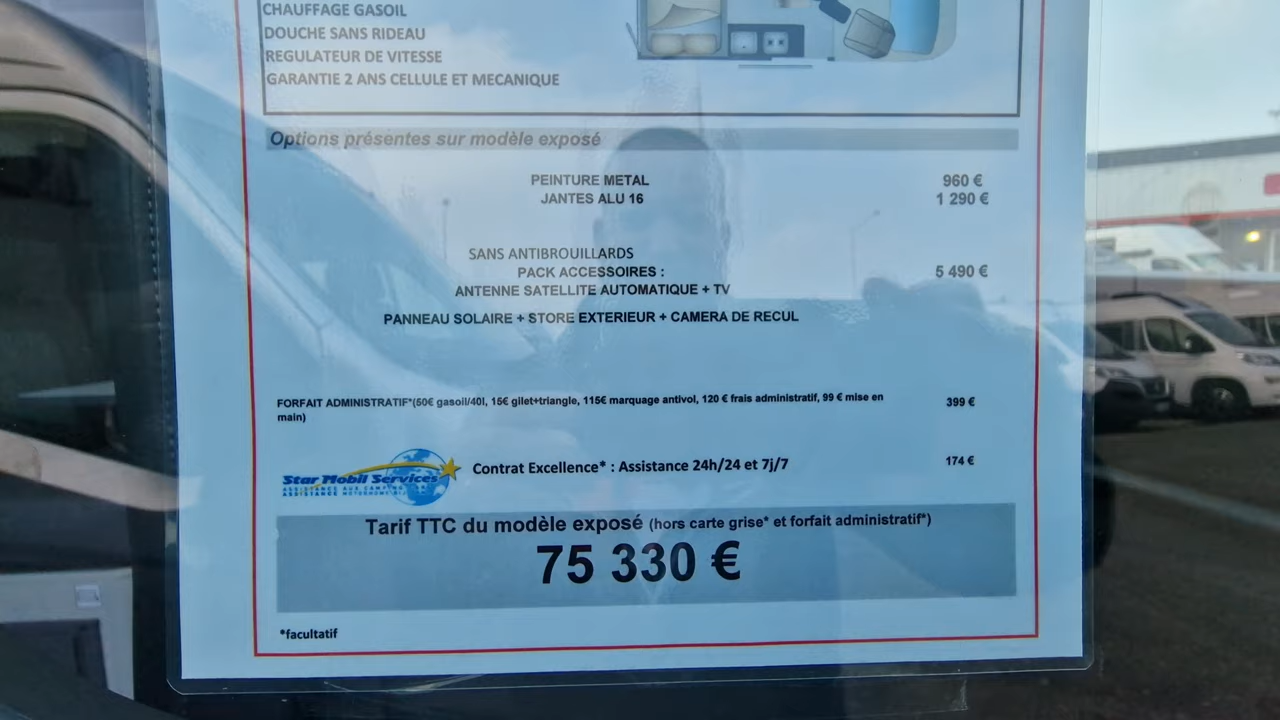 CHAUFFAGE GASOIL
DOUCHE SANS RIDEAU
REGULATEUR DE VITESSE
GARANTIE 2 ANS CELLULE ET MECANIQUE
Options présentes sur modèle exposé
PEINTURE METAL 960 €
JANTES ALU 16 1 290 €
SANS ANTIBROUILLARDS
PACK ACCESSOIRES : 5 490 €
ANTENNE SATELLITE AUTOMATIQUE + TV
PANNEAU SOLAIRE + STORE EXTERIEUR + CAMERA DE RECUL
FORFAIT ADMINISTRATIF*(50€ gasoil/40l, 15€ gilet+triangle, 115€ marquage antivol, 120 € frais administratif, 99 € mise en 399 €
main)
Star Mobil Services
Contrat Excellence* : Assistance 24h/24 et 7j/7 174 €
Tarif TTC du modèle exposé (hors carte grise* et forfait administratif*)
75 330 €
*facultatif